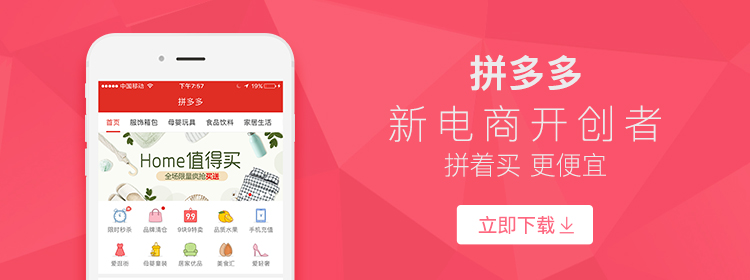 中国移动 下午7:57 19%
拼多多
首页 服饰箱包 母婴玩具 食品饮料 家居生活
Home值得买
全场限量疯抢买送
9.9
限时秒杀 品牌清仓 9块9特卖 品质水果 手机充值
爱逛街 母婴童装 居家优品 美食汇 爱轻奢
拼多多
新电商开创者
拼着买 更便宜
立即下载